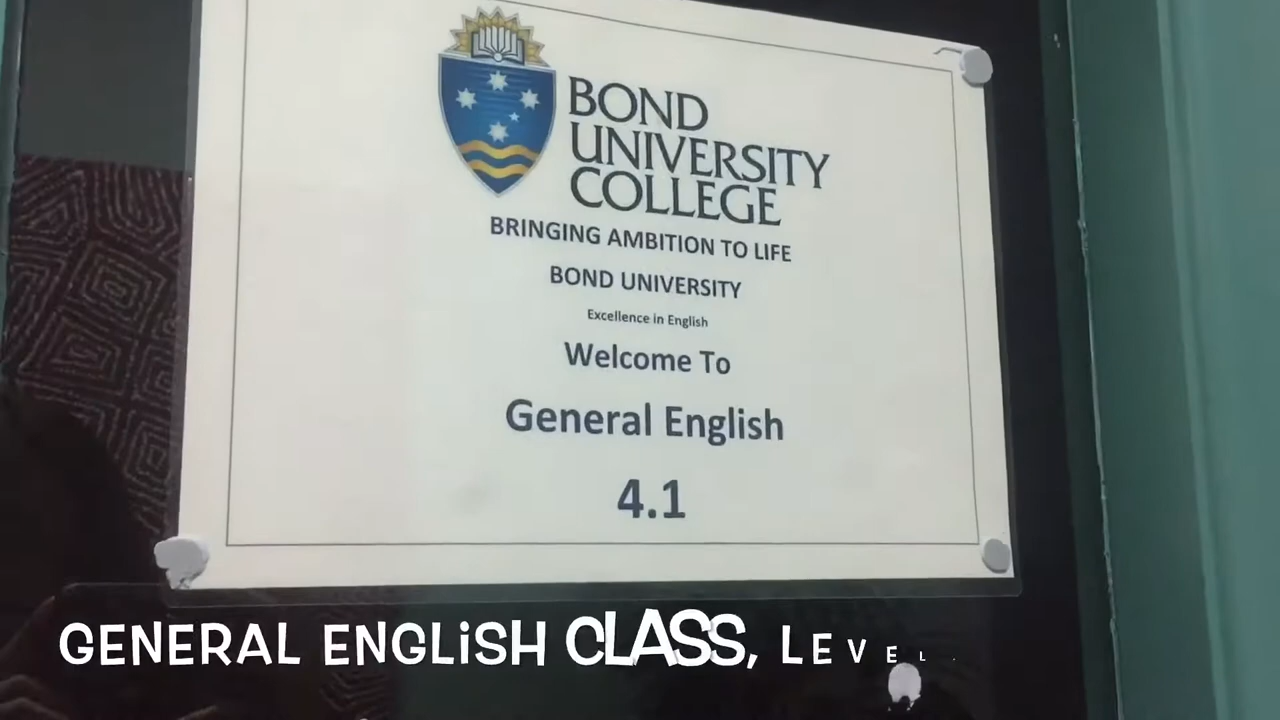 BOND
UNIVERSITY
COLLEGE
BRINGING AMBITION TO LIFE
BOND UNIVERSITY
Excellence in English
Welcome To
General English
4.1
GENERAL ENGLiSH CLASS, LEVEL